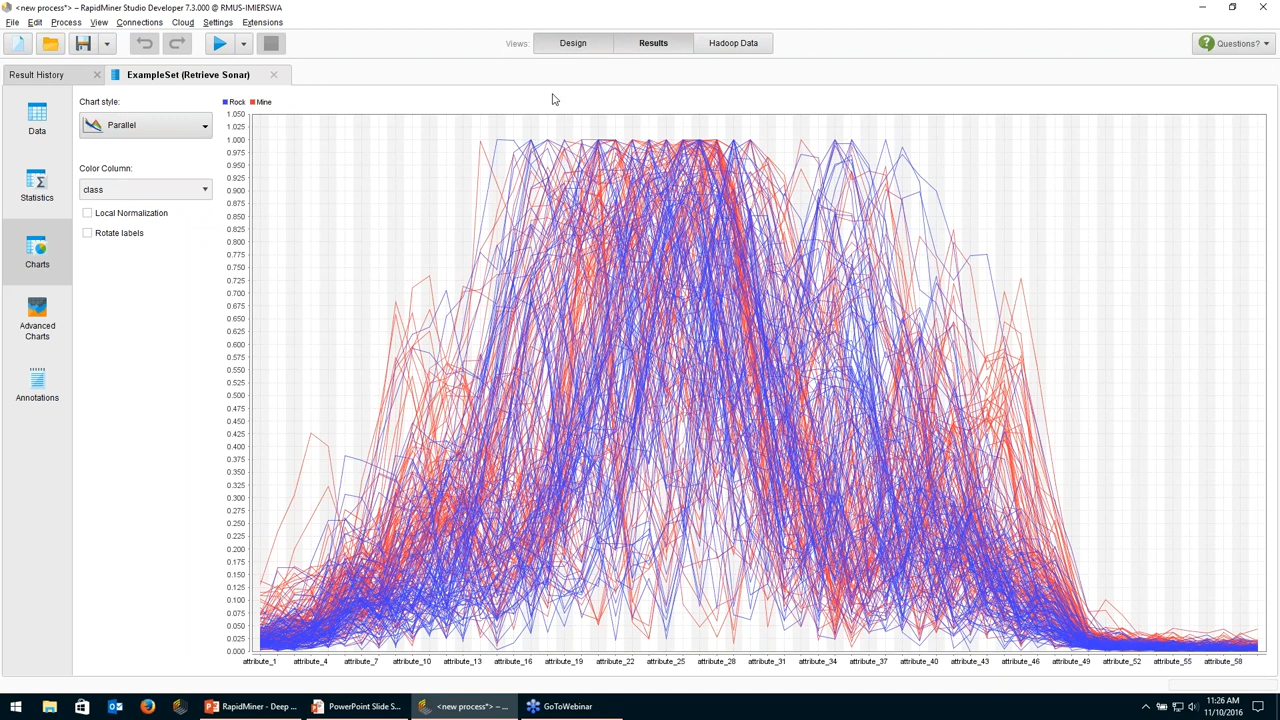 <new process*> – RapidMiner Studio Developer 7.3.000 @ RMUS-IMIERSWA
File Edit Process View Connections Cloud Settings Extensions
Views: Design Results Hadoop Data Questions?
Result History ExampleSet (Retrieve Sonar)
Data
Statistics
Charts
Advanced
Charts
Annotations
Chart style:
Parallel
Color Column:
class
Local Normalization
Rotate labels
Rock Mine
1.050
1.025
1.000
0.975
0.950
0.925
0.900
0.875
0.850
0.825
0.800
0.775
0.750
0.725
0.700
0.675
0.650
0.625
0.600
0.575
0.550
0.525
0.500
0.475
0.450
0.425
0.400
0.375
0.350
0.325
0.300
0.275
0.250
0.225
0.200
0.175
0.150
0.125
0.100
0.075
0.050
0.025
0.000
attribute_1 attribute_4 attribute_7 attribute_10 attribute_13 attribute_16 attribute_19 attribute_22 attribute_25 attribute_28 attribute_31 attribute_34 attribute_37 attribute_40 attribute_43 attribute_46 attribute_49 attribute_52 attribute_55 attribute_58
RapidMiner - Deep ... PowerPoint Slide S... <new process*> – ... GoToWebinar
11:26 AM
11/10/2016